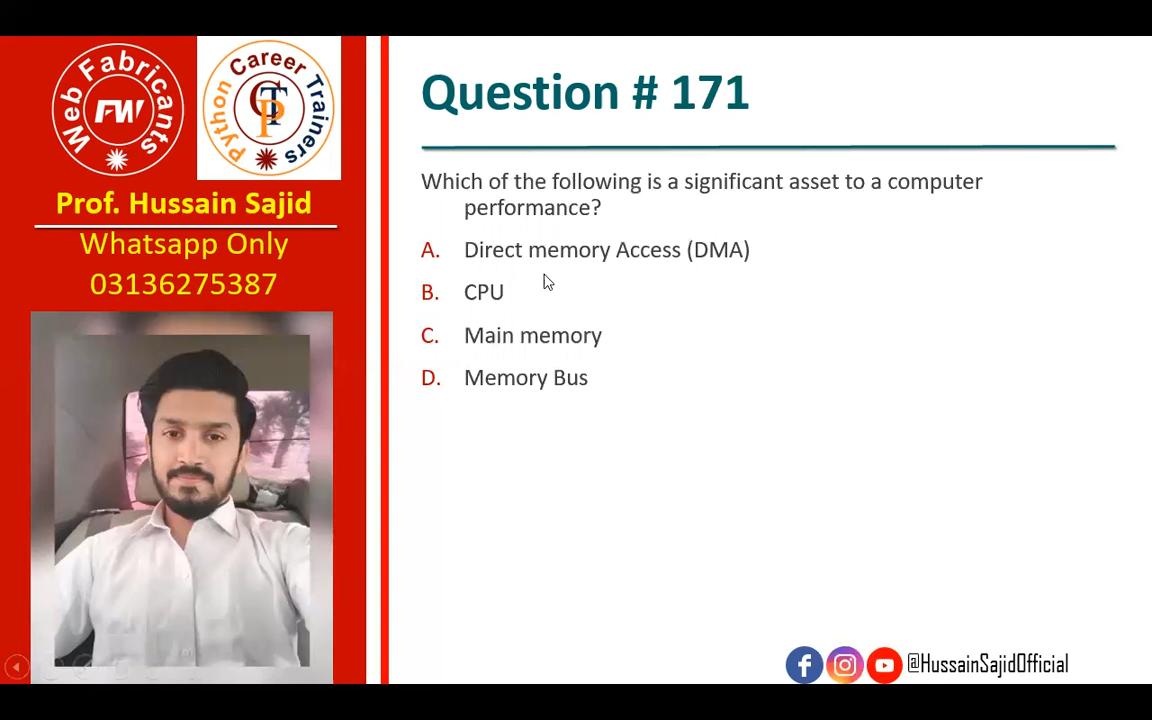 Web Fabricants
FW
Python Career Trainers
CTP
Prof. Hussain Sajid
Whatsapp Only
03136275387
Question # 171
Which of the following is a significant asset to a computer
performance?
A. Direct memory Access (DMA)
B. CPU
C. Main memory
D. Memory Bus
@HussainSajidOfficial